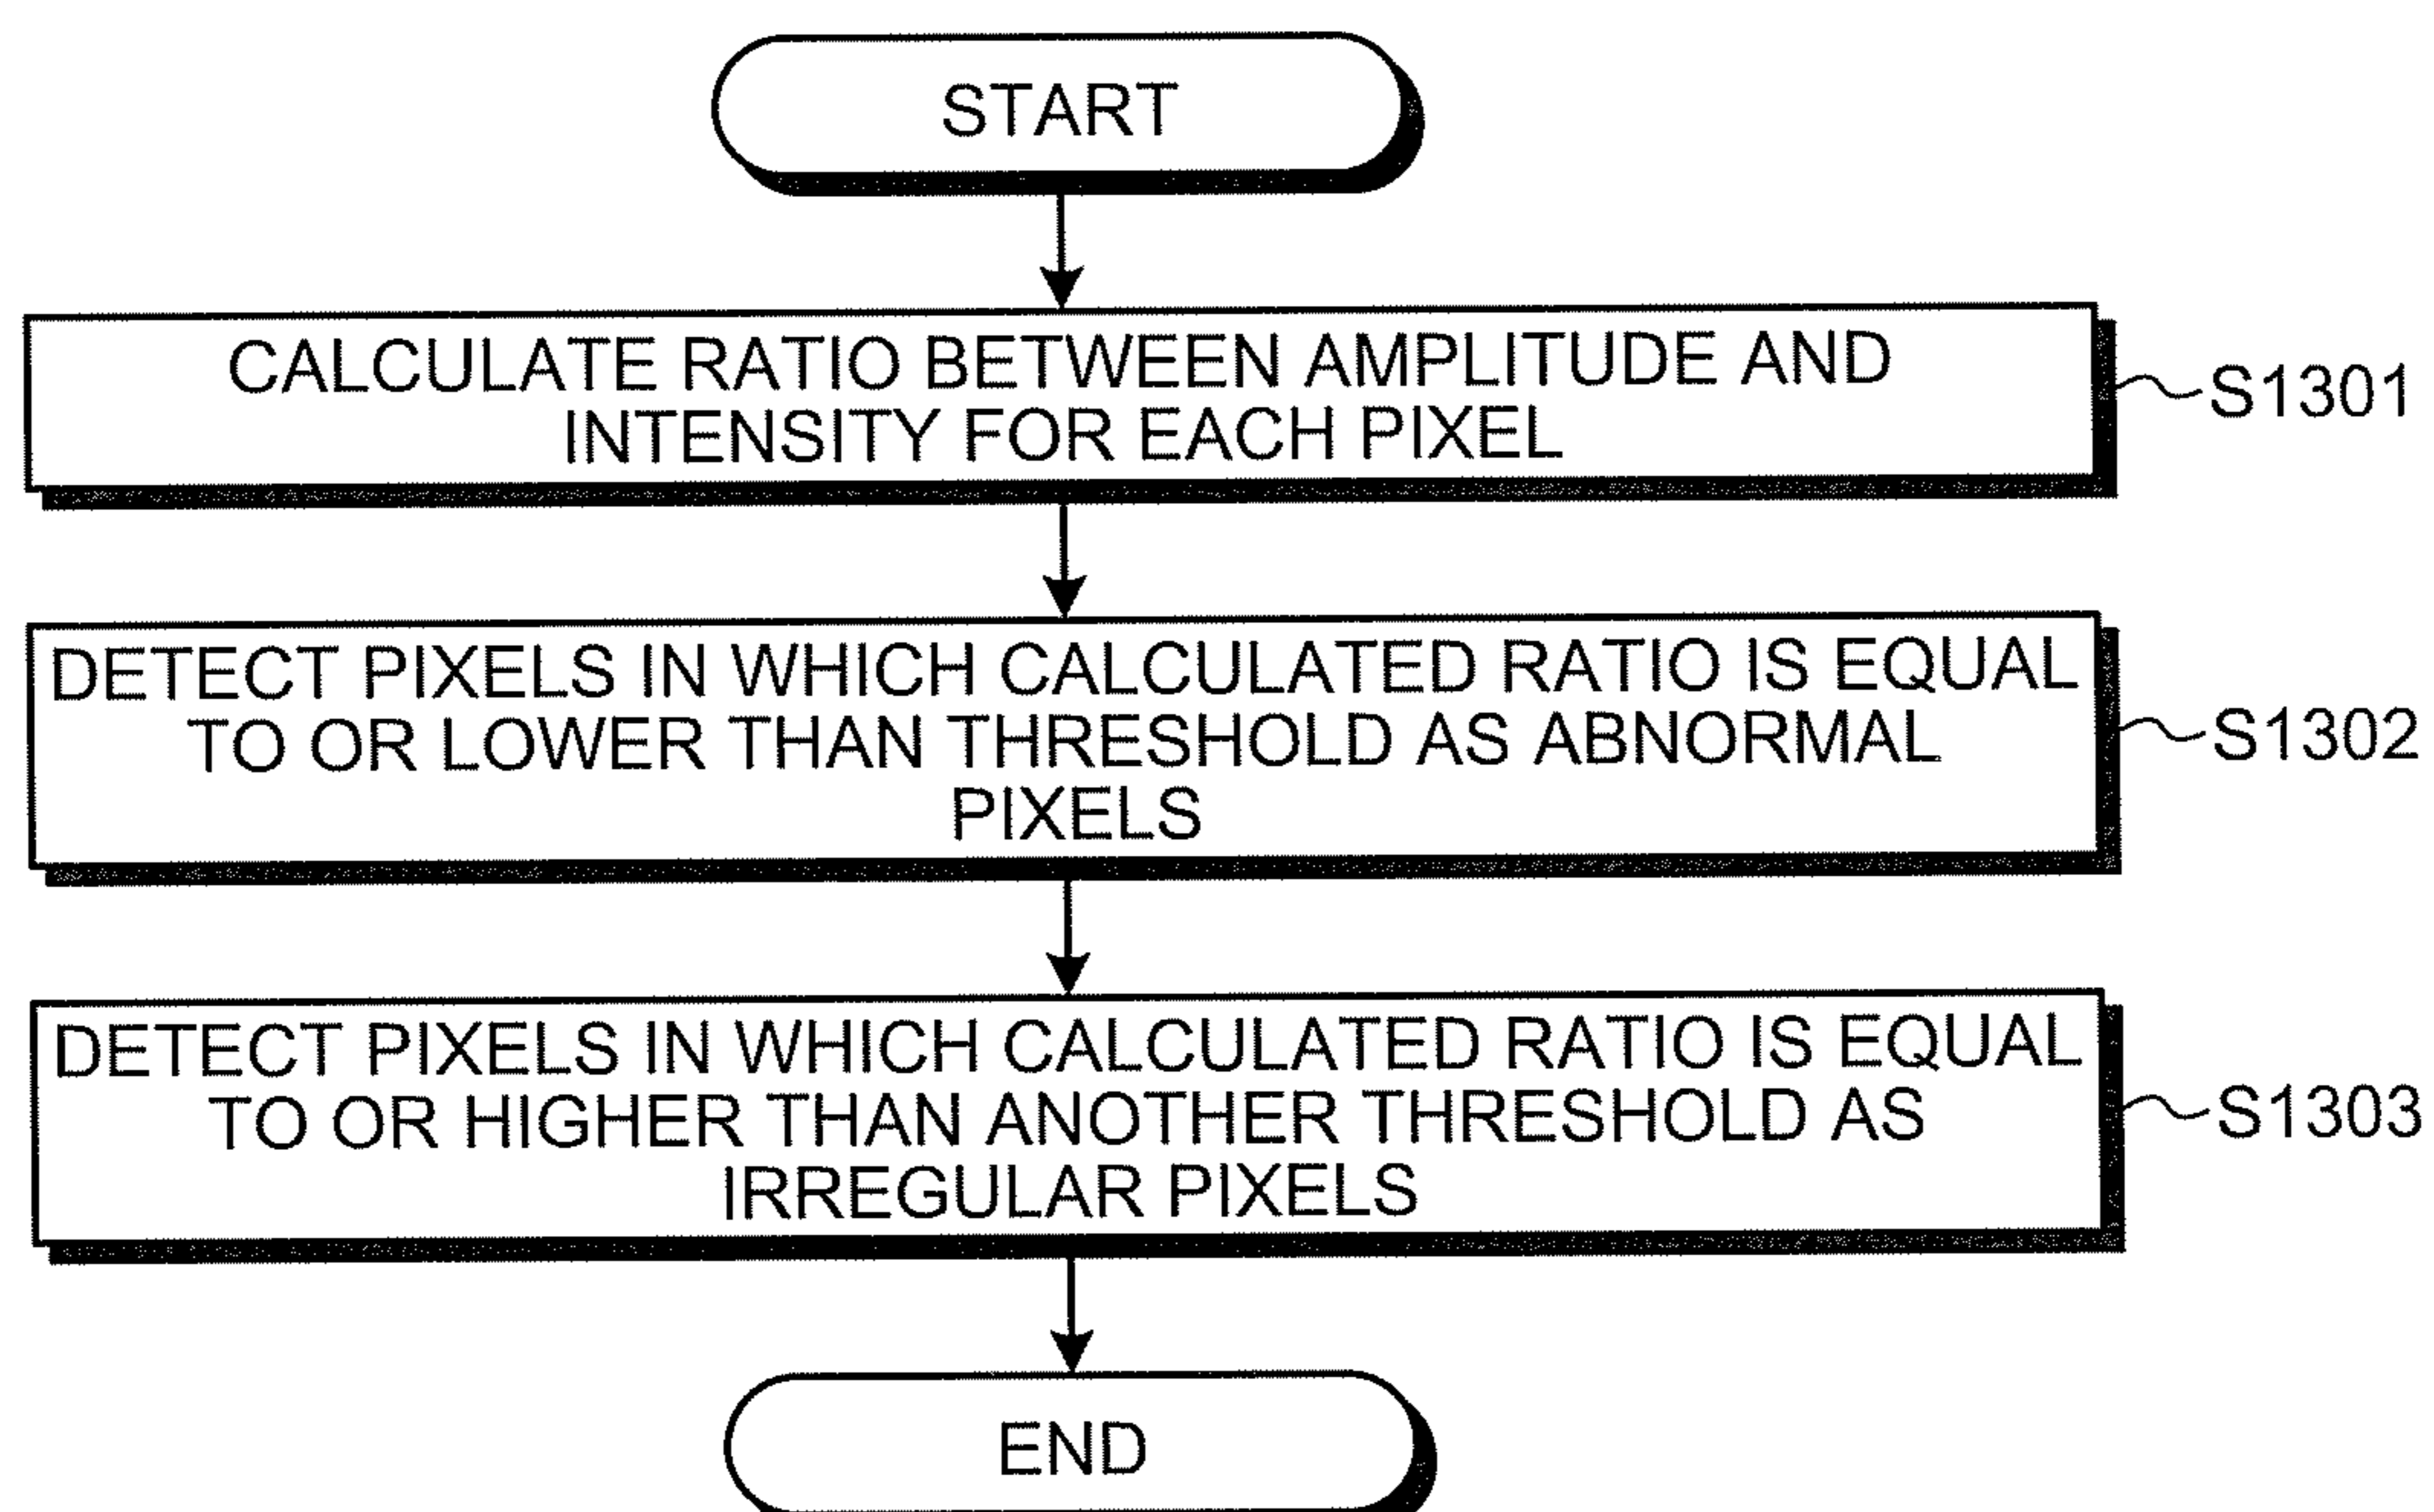 START
CALCULATE RATIO BETWEEN AMPLITUDE AND
INTENSITY FOR EACH PIXEL
S1301
DETECT PIXELS IN WHICH CALCULATED RATIO IS EQUAL
TO OR LOWER THAN THRESHOLD AS ABNORMAL
PIXELS
S1302
DETECT PIXELS IN WHICH CALCULATED RATIO IS EQUAL
TO OR HIGHER THAN ANOTHER THRESHOLD AS
IRREGULAR PIXELS
S1303
END